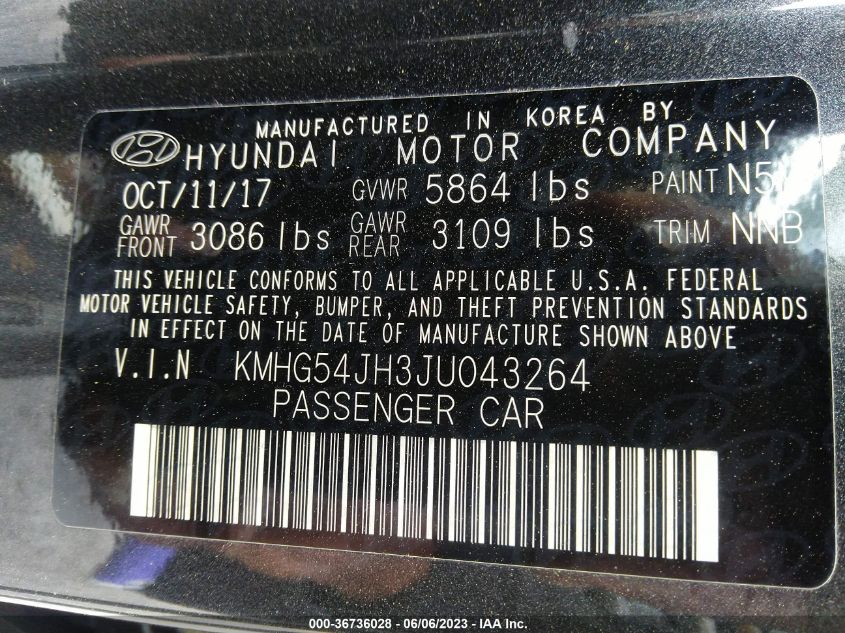 MANUFACTURED IN KOREA BY
HYUNDAI MOTOR COMPANY
OCT/11/17 GVWR 5864 lbs PAINT
GAWR FRONT 3086 lbs GAWR REAR 3109 lbs TRIM NNB
THIS VEHICLE CONFORMS TO ALL APPLICABLE U.S.A. FEDERAL
MOTOR VEHICLE SAFETY, BUMPER, AND THEFT PREVENTION STANDARDS
IN EFFECT ON THE DATE OF MANUFACTURE SHOWN ABOVE
V.I.N KMHG54JH3JU043264
PASSENGER CAR
000-36736028 - 06/06/2023 - IAA Inc.